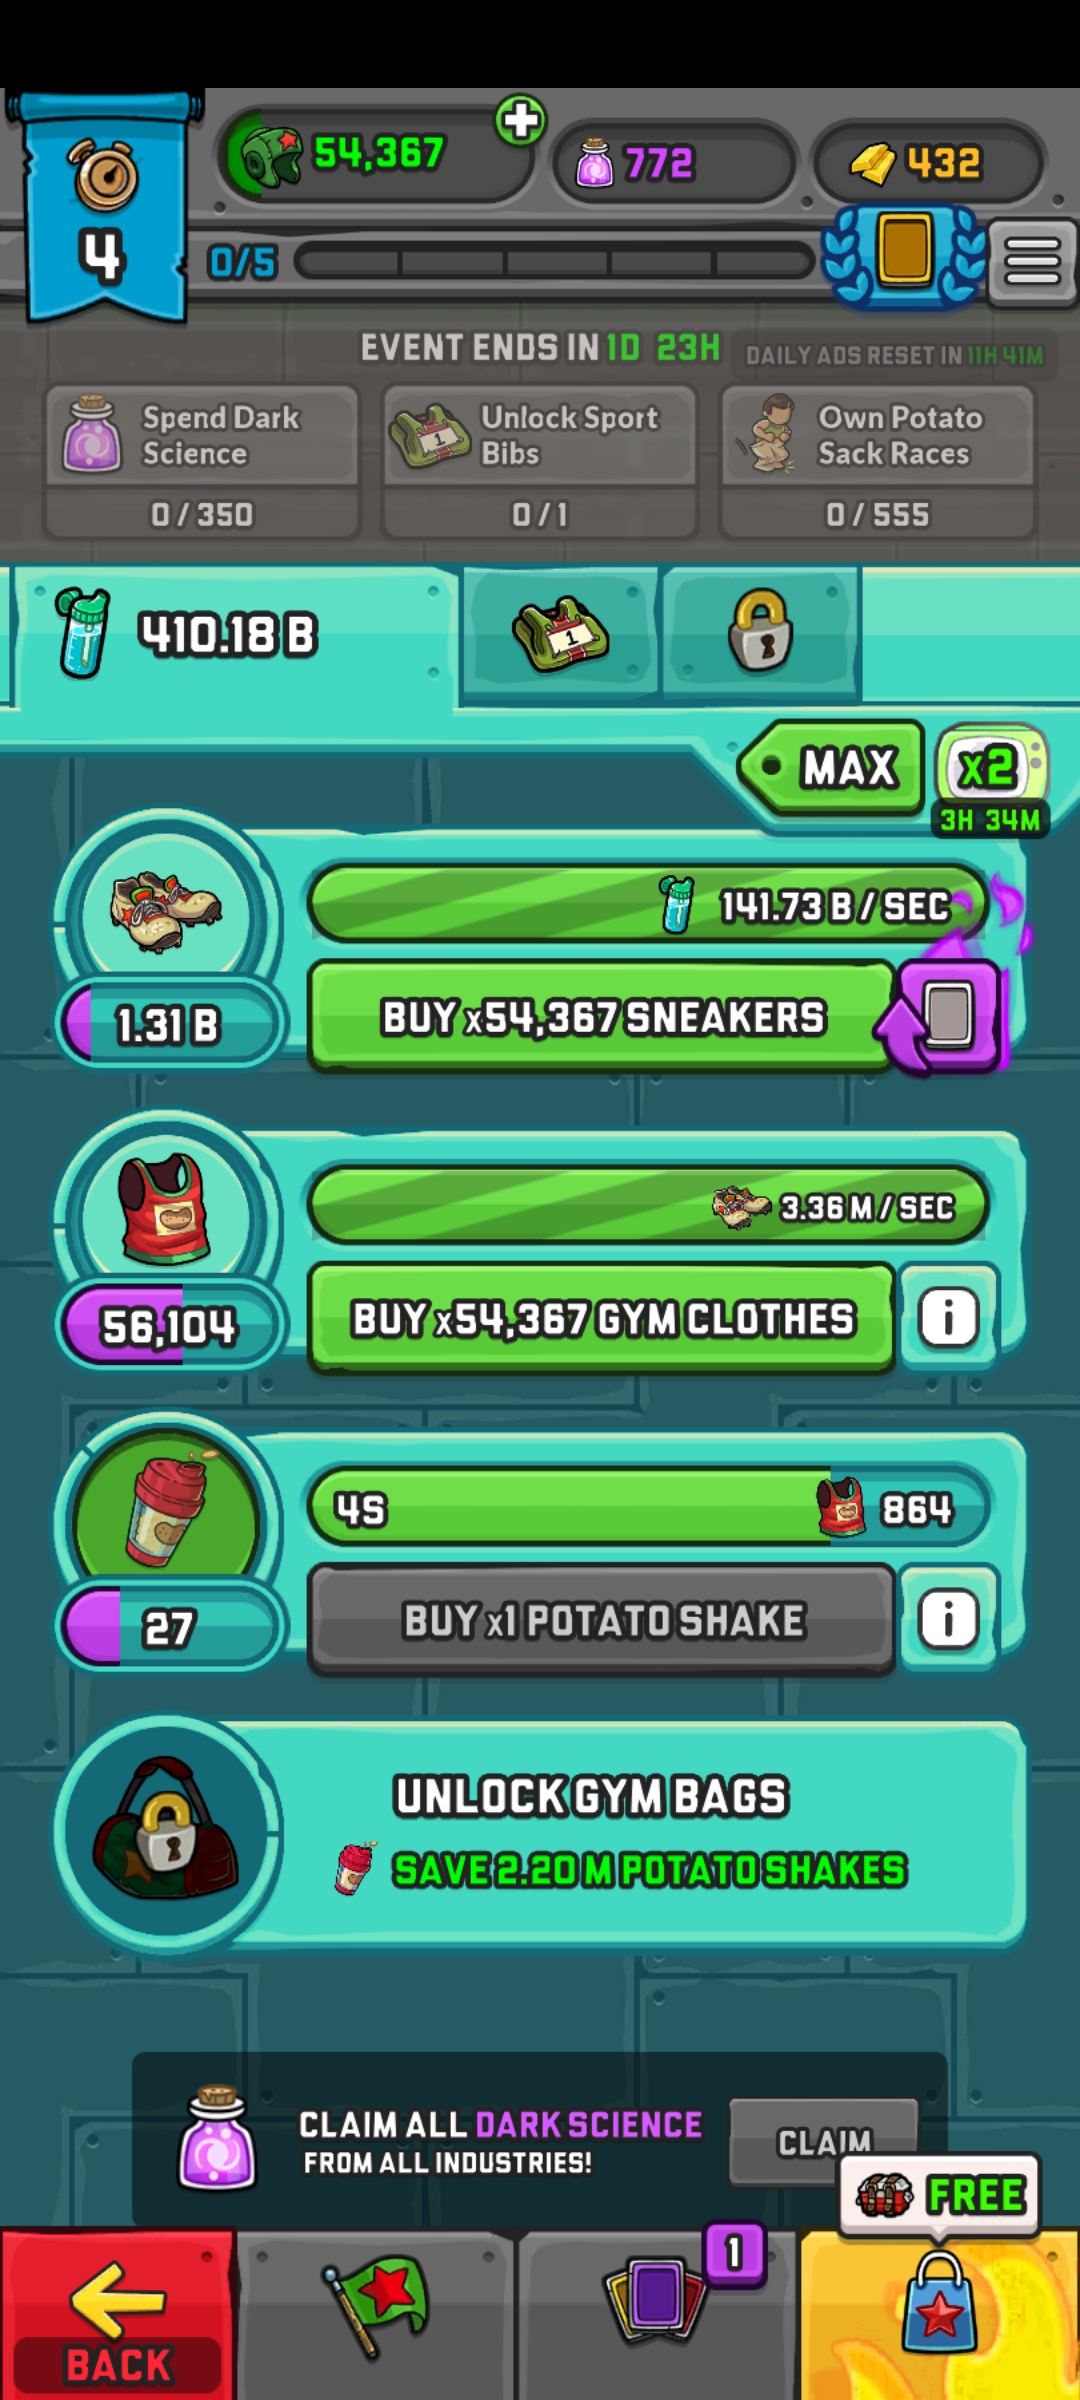 54,367
772
432
4
0/5
EVENT ENDS IN 1D 23H
DAILY ADS RESET IN 11H 41M
Spend Dark
Science
0 / 350
Unlock Sport
Bibs
0 / 1
Own Potato
Sack Races
0 / 555
410.18 B
1
MAX
x2
3H 34M
141.73 B / SEC
1.31 B
BUY x54,367 SNEAKERS
3.36 M / SEC
56,104
BUY x54,367 GYM CLOTHES
i
4S
864
27
BUY x1 POTATO SHAKE
i
UNLOCK GYM BAGS
SAVE 2.20 M POTATO SHAKES
CLAIM ALL DARK SCIENCE
FROM ALL INDUSTRIES!
CLAIM
FREE
1
BACK